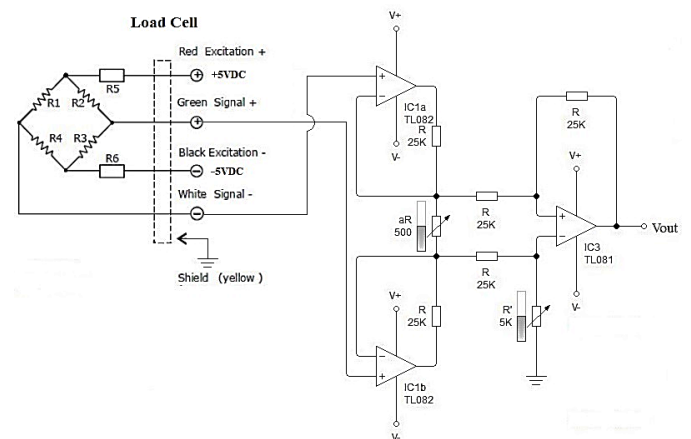 Load Cell
Red Excitation +
+5VDC
R5
R1
R2
Green Signal +
R4
R3
Black Excitation -
-5VDC
R6
White Signal -
Shield (yellow )
V+
IC1a
TL082
V-
R
25K
R
25K
V+
R
25K
aR
500
IC3
TL081
Vout
V-
R
25K
R'
5K
V+
R
25K
IC1b
TL082
V-